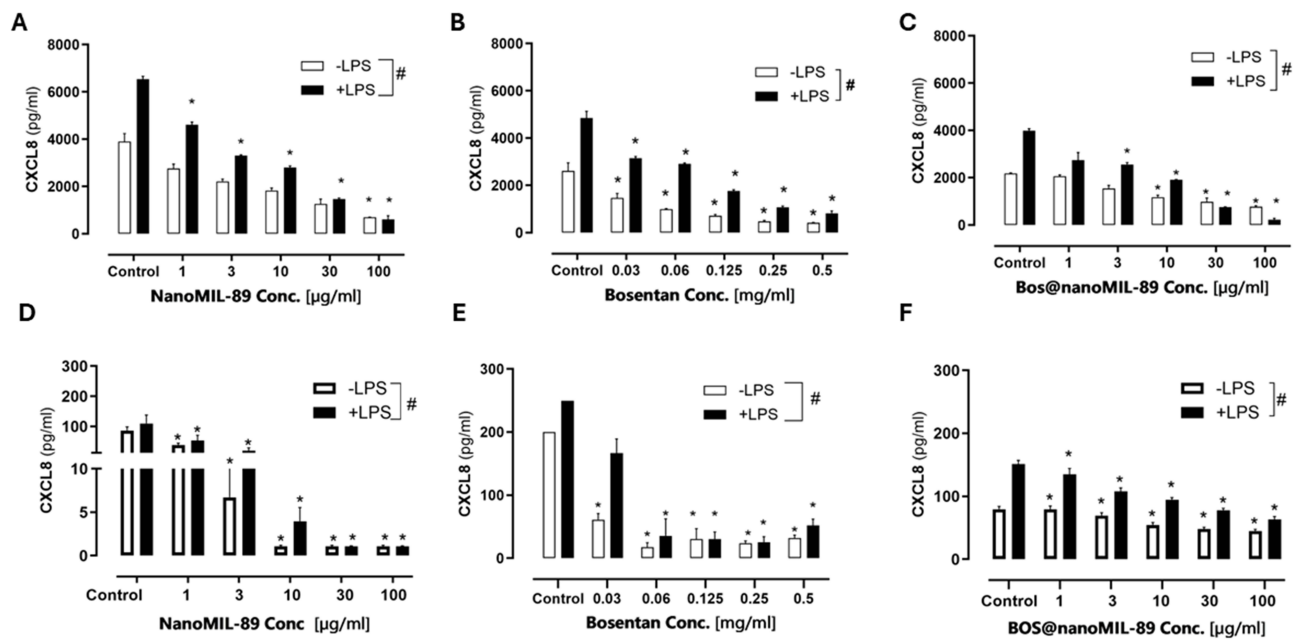 A
8000
6000
4000
2000
0
CXCL8 (pg/ml)
-LPS
+LPS
#
*
*
*
*
* *
Control 1 3 10 30 100
NanoMIL-89 Conc. [µg/ml]
B
8000
6000
4000
2000
0
CXCL8 (pg/ml)
-LPS
+LPS
#
* *
* *
* *
* *
* *
Control 0.03 0.06 0.125 0.25 0.5
Bosentan Conc. [mg/ml]
C
8000
6000
4000
2000
0
CXCL8 (pg/ml)
-LPS
+LPS
#
*
* *
* *
* *
Control 1 3 10 30 100
Bos@nanoMIL-89 Conc. [µg/ml]
D
300
200
100
10
5
0
CXCL8 (pg/ml)
-LPS
+LPS
#
* *
* *
* *
* *
* *
Control 1 3 10 30 100
NanoMIL-89 Conc [µg/ml]
E
300
200
100
0
CXCL8 (pg/ml)
-LPS
+LPS
#
*
* *
* *
* *
* *
Control 0.03 0.06 0.125 0.25 0.5
Bosentan Conc. [mg/ml]
F
300
200
100
0
CXCL8 (pg/ml)
-LPS
+LPS
#
* *
* *
* *
* *
* *
Control 1 3 10 30 100
BOS@nanoMIL-89 Conc. [µg/ml]